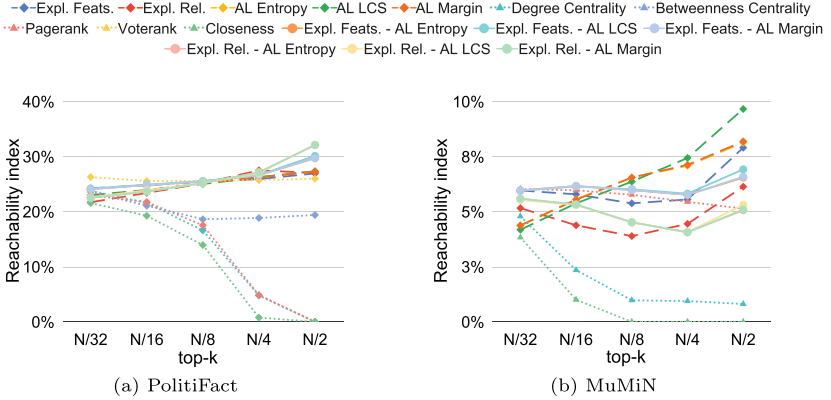 Expl. Feats. Expl. Rel. AL Entropy AL LCS AL Margin Degree Centrality Betweenness Centrality
Pagerank Voterank Closeness Expl. Feats. - AL Entropy Expl. Feats. - AL LCS Expl. Feats. - AL Margin
Expl. Rel. - AL Entropy Expl. Rel. - AL LCS Expl. Rel. - AL Margin
Reachability index
40%
30%
20%
10%
0%
N/32 N/16 N/8 N/4 N/2
top-k
(a) PolitiFact
Reachability index
10%
8%
5%
3%
0%
N/32 N/16 N/8 N/4 N/2
top-k
(b) MuMiN